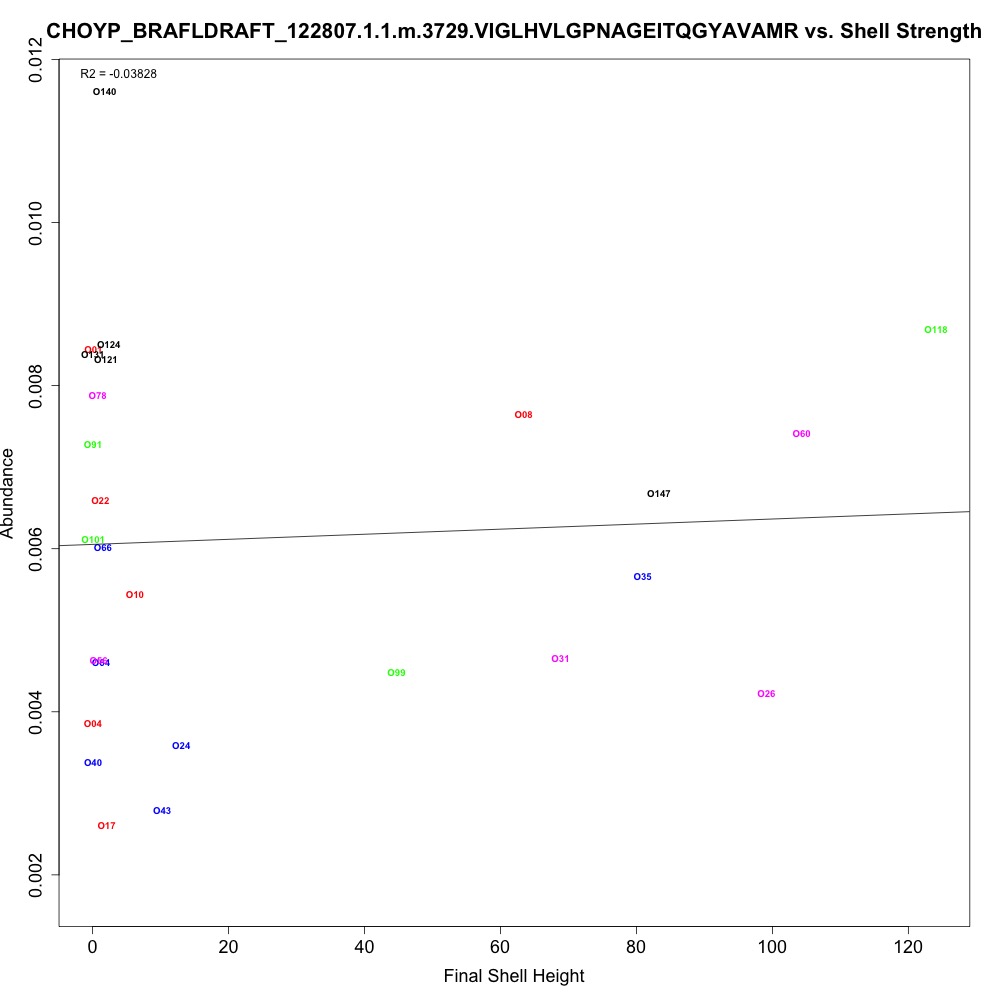 CHOYP_BRAFLDRAFT_122807.1.1.m.3729.VIGLHVLGPNAGEITQGYAVAMR vs. Shell Strength
R2 = -0.03828
O140
O118
O124
O01
O131
O121
O78
O08
O60
O91
O147
O22
O101
O66
O35
O10
O31
O64
O99
O26
O04
O24
O40
O43
O17
0.012
0.010
0.008
0.006
0.004
0.002
Abundance
0 20 40 60 80 100 120
Final Shell Height